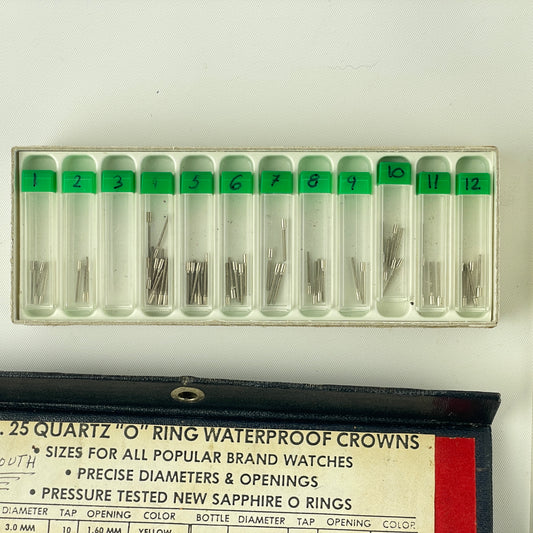 1 2 3 4 5 6 7 8 9 10 11 12
. 25 QUARTZ "O" RING WATERPROOF CROWNS
• SIZES FOR ALL POPULAR BRAND WATCHES
OUTH
• PRECISE DIAMETERS & OPENINGS
• PRESSURE TESTED NEW SAPPHIRE O RINGS
DIAMETER TAP OPENING COLOR BOTTLE DIAMETER TAP OPENING COLOR
3.0 MM 10 1.60 MM YELLOW